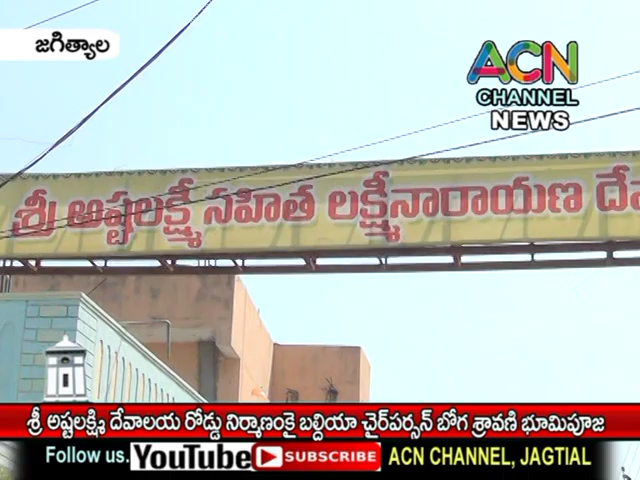 జగిత్యాల
ACN
CHANNEL
NEWS
శ్రీ అష్టలక్ష్మీ సహిత లక్ష్మీనారాయణ దేవా
శ్రీ అష్టలక్ష్మి దేవాలయ రోడ్డు నిర్మాణంకై బల్దియా ఛైర్‌పర్సన్ బోగ శ్రావణి భూమిపూజ
Follow us. YouTube SUBSCRIBE ACN CHANNEL, JAGTIAL